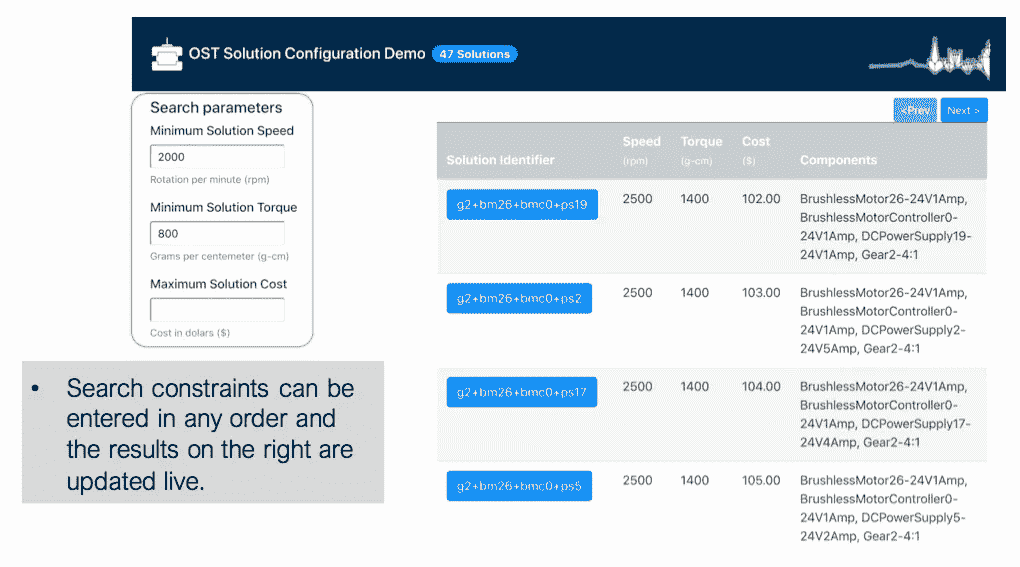 OST Solution Configuration Demo 47 Solutions
Search parameters
Minimum Solution Speed
2000
Rotation per minute (rpm)
Minimum Solution Torque
800
Grams per centemeter (g-cm)
Maximum Solution Cost
Cost in dolars ($)
• Search constraints can be
entered in any order and
the results on the right are
updated live.
<Prev Next >
Speed Torque Cost
Solution Identifier (rpm) (g-cm) ($) Components
g2+bm26+bmc0+ps19 2500 1400 102.00 BrushlessMotor26-24V1Amp,
BrushlessMotorController0-
24V1Amp, DCPowerSupply19-
24V1Amp, Gear2-4:1
g2+bm26+bmc0+ps2 2500 1400 103.00 BrushlessMotor26-24V1Amp,
BrushlessMotorController0-
24V1Amp, DCPowerSupply2-
24V5Amp, Gear2-4:1
g2+bm26+bmc0+ps17 2500 1400 104.00 BrushlessMotor26-24V1Amp,
BrushlessMotorController0-
24V1Amp, DCPowerSupply17-
24V4Amp, Gear2-4:1
g2+bm26+bmc0+ps5 2500 1400 105.00 BrushlessMotor26-24V1Amp,
BrushlessMotorController0-
24V1Amp, DCPowerSupply5-
24V2Amp, Gear2-4:1